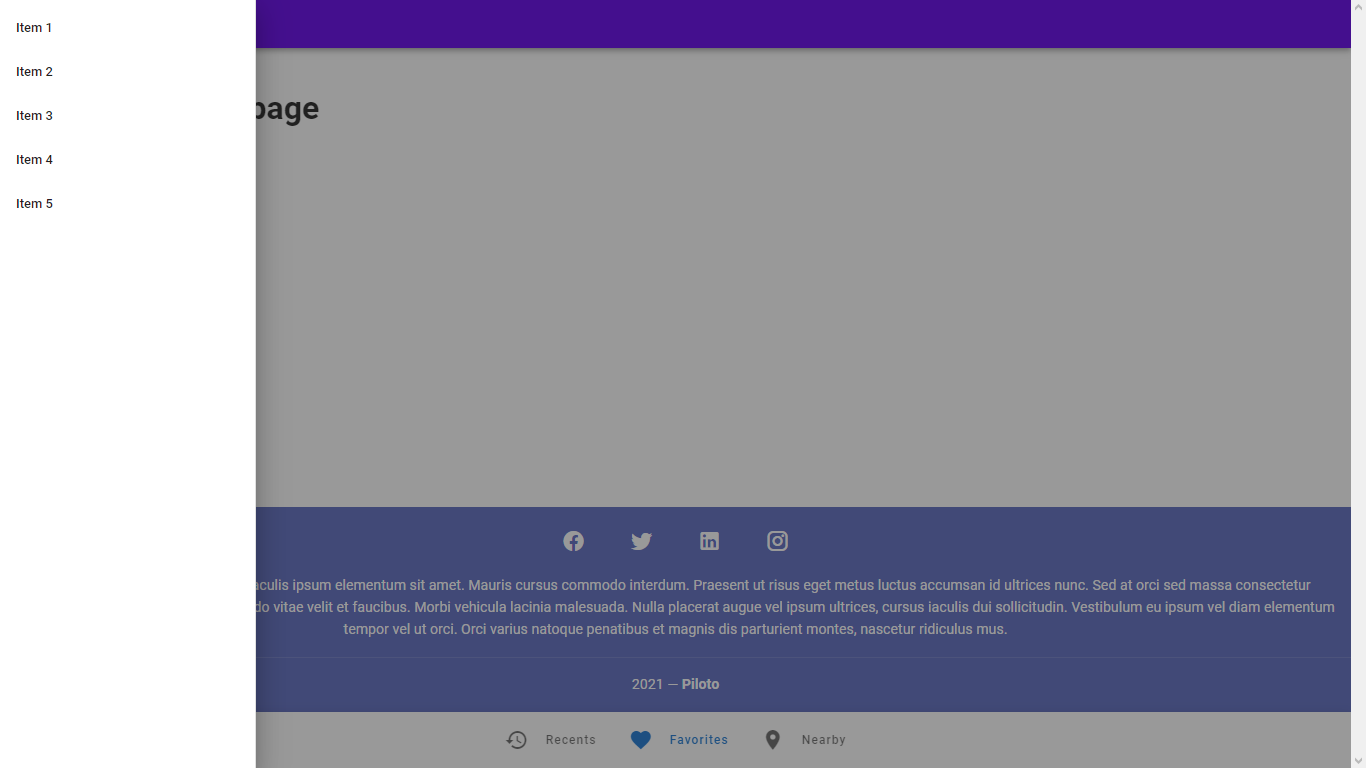 Item 1
Item 2
Item 3
Item 4
Item 5
page
iaculis ipsum elementum sit amet. Mauris cursus commodo interdum. Praesent ut risus eget metus luctus accumsan id ultrices nunc. Sed at orci sed massa consectetur
do vitae velit et faucibus. Morbi vehicula lacinia malesuada. Nulla placerat augue vel ipsum ultrices, cursus iaculis dui sollicitudin. Vestibulum eu ipsum vel diam elementum
tempor vel ut orci. Orci varius natoque penatibus et magnis dis parturient montes, nascetur ridiculus mus.
2021 — Piloto
Recents Favorites Nearby